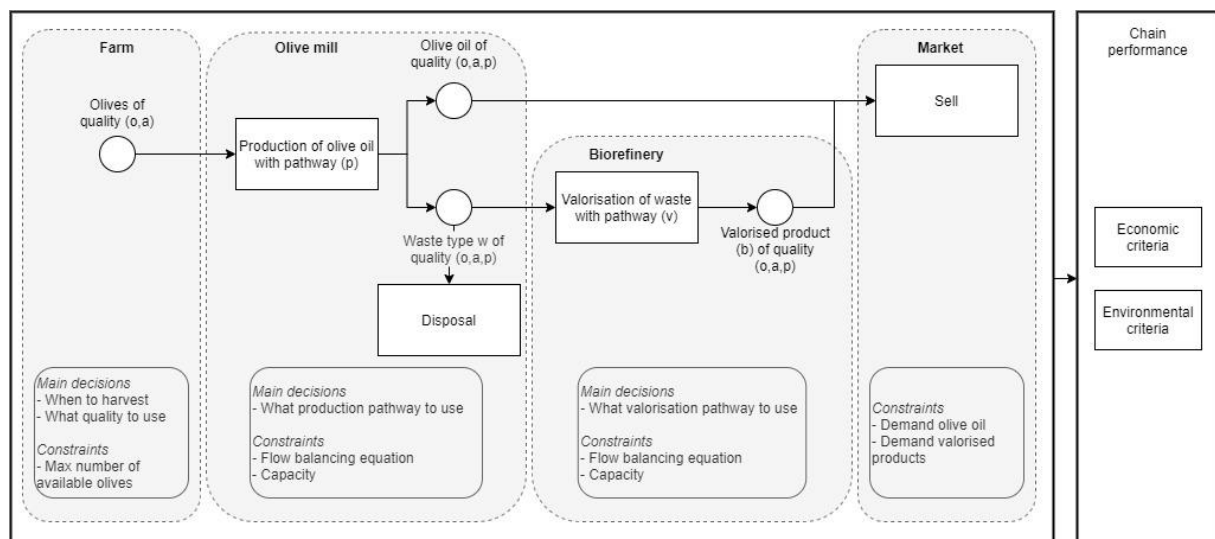 Farm
Olives of
quality (o,a)
Main decisions
- When to harvest
- What quality to use
Constraints
- Max number of
available olives
Olive mill
Production of olive oil
with pathway (p)
Olive oil of
quality (o,a,p)
Waste type w of
quality (o,a,p)
Disposal
Main decisions
- What production pathway to use
Constraints
- Flow balancing equation
- Capacity
Biorefinery
Valorisation of waste
with pathway (v)
Valorised product
(b) of quality
(o,a,p)
Main decisions
- What valorisation pathway to use
Constraints
- Flow balancing equation
- Capacity
Market
Sell
Constraints
- Demand olive oil
- Demand valorised
products
Chain
performance
Economic
criteria
Environmental
criteria